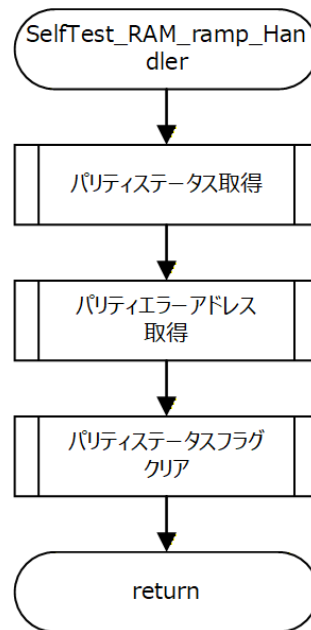 SelfTest_RAM_ramp_Han
dler
パリティステータス取得
パリティエラーアドレス
取得
パリティステータスフラグ
クリア
return